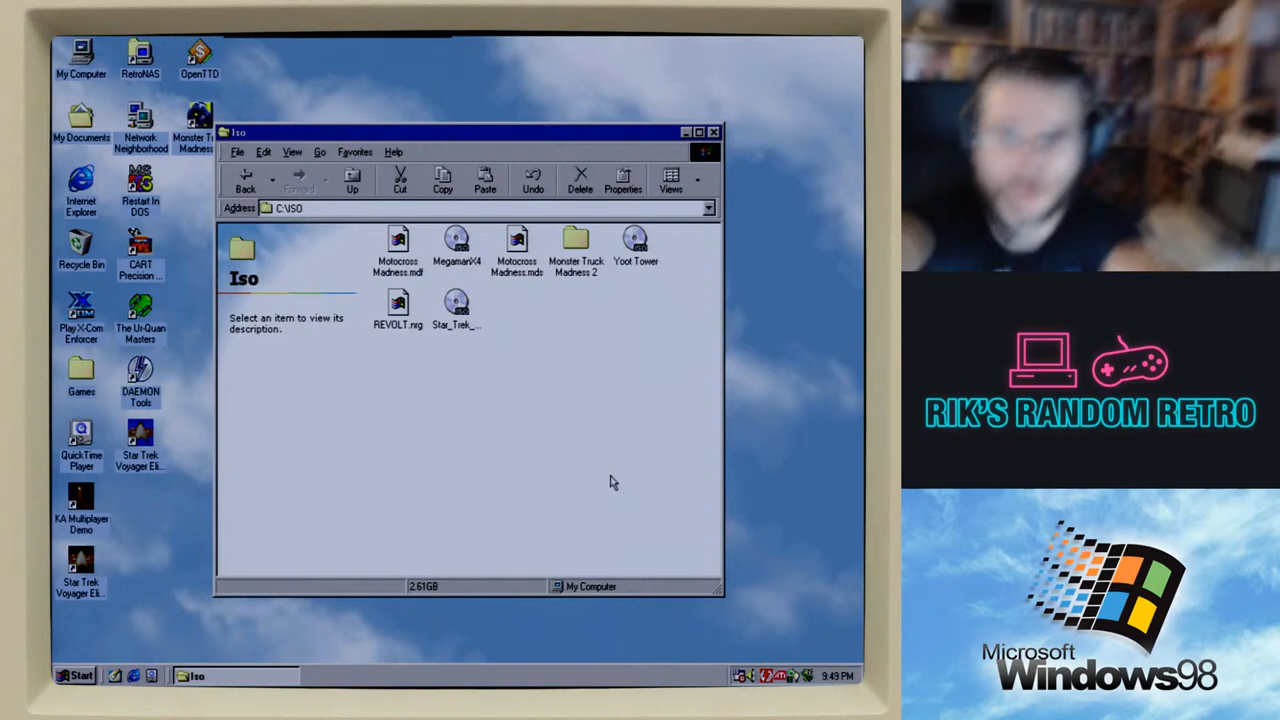 My Computer
RetroNAS
OpenTTD
My Documents
Network
Neighborhood
Monster Tr
Madness
Internet
Explorer
Restart In
DOS
Recycle Bin
CART
Precision ...
Play X-Com
Enforcer
The Ur-Quan
Masters
Games
DAEMON
Tools
QuickTime
Player
Star Trek
Voyager Eli...
KA Multiplayer
Demo
Star Trek
Voyager Eli...
Iso
File Edit View Go Favorites Help
Back Forward Up Cut Copy Paste Undo Delete Properties Views
Address C:\ISO
Iso
Select an item to view its
description.
Motocross
Madness.mdf
MegamanX4
Motocross
Madness.mds
Monster Truck
Madness 2
Yoot Tower
REVOLT.nrg
Star_Trek_...
2.61GB
My Computer
Start
Iso
9:49 PM
RIK'S RANDOM RETRO
Microsoft
Windows98